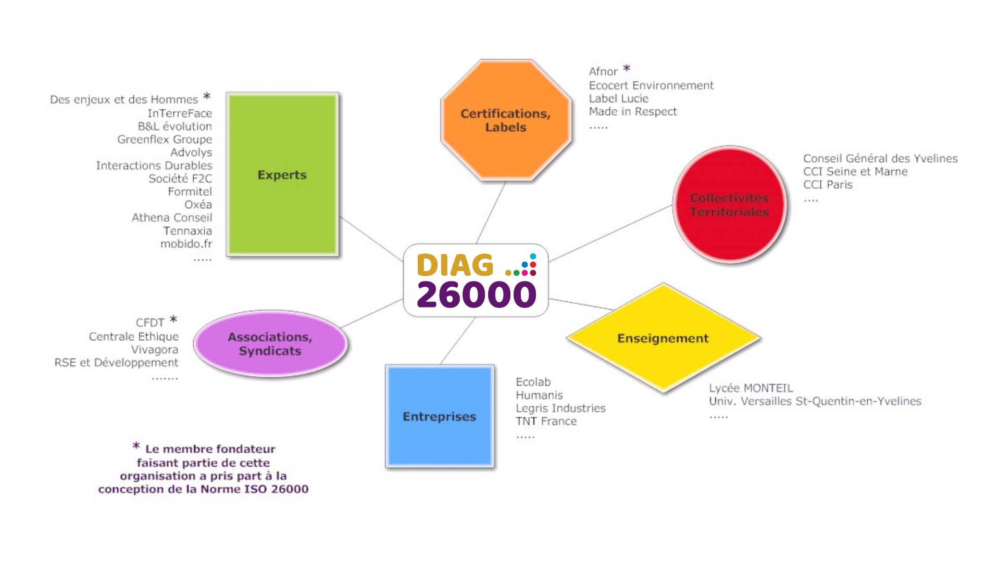 Des enjeux et des Hommes *
InTerreFace
B&L évolution
Greenflex Groupe
Advolys
Interactions Durables
Société F2C
Formitel
Oxéa
Athena Conseil
Tennaxia
mobido.fr
.....
Experts
Certifications,
Labels
Afnor *
Ecocert Environnement
Label Lucie
Made in Respect
.....
Collectivités
Territoriales
Conseil Général des Yvelines
CCI Seine et Marne
CCI Paris
....
DIAG
26000
CFDT *
Centrale Ethique
Vivagora
RSE et Développement
.......
Associations,
Syndicats
Enseignement
Lycée MONTEIL
Univ. Versailles St-Quentin-en-Yvelines
.....
Entreprises
Ecolab
Humanis
Legris Industries
TNT France
.....
* Le membre fondateur
faisant partie de cette
organisation a pris part à la
conception de la Norme ISO 26000